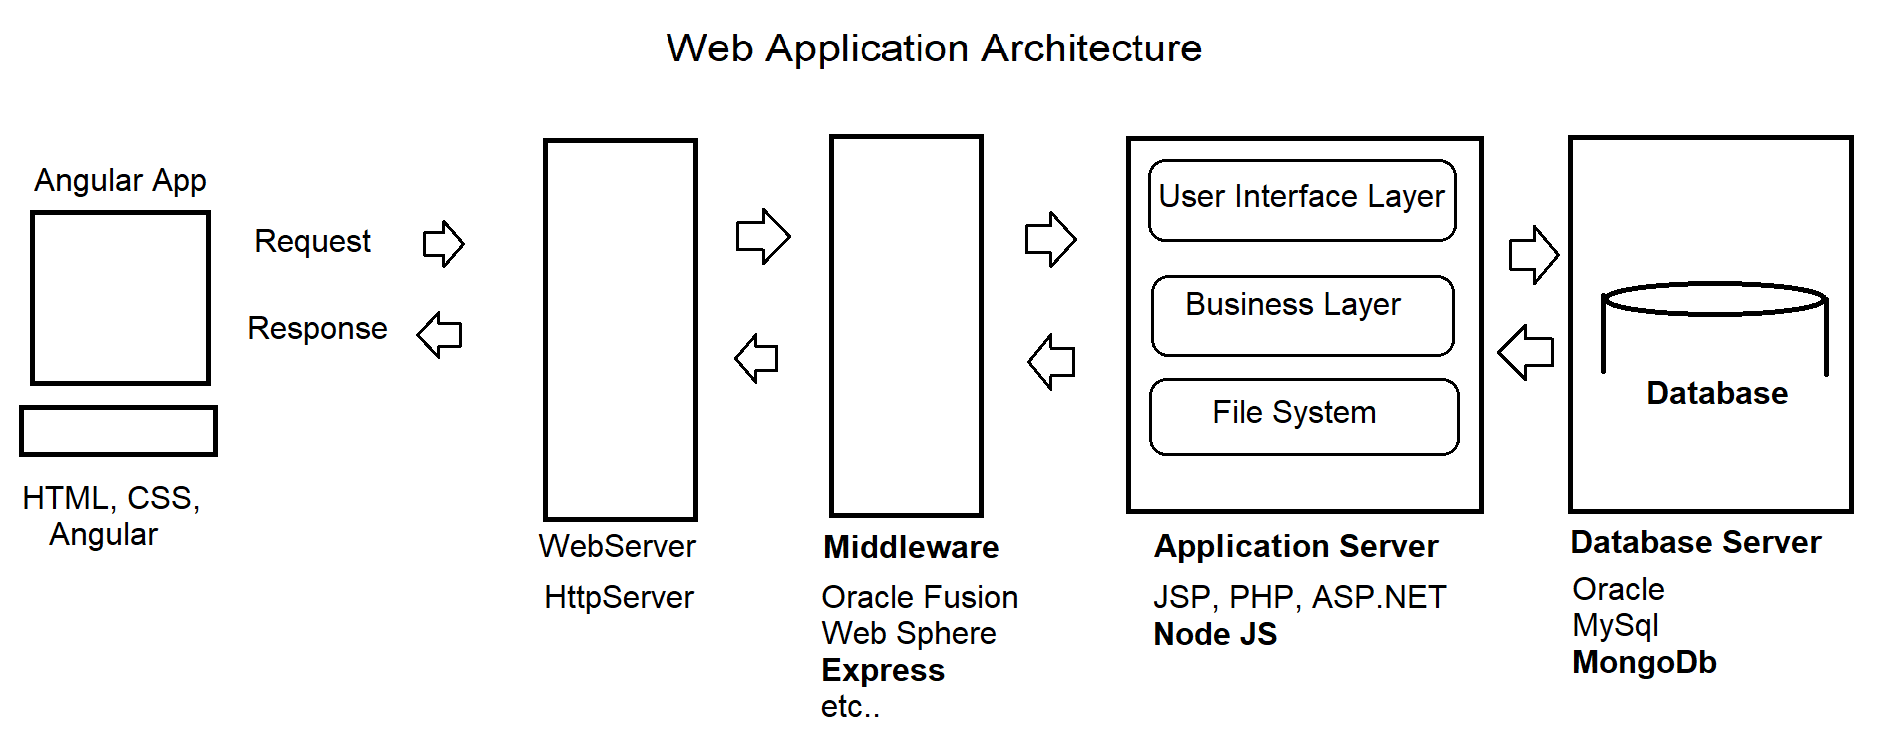 Web Application Architecture
Angular App
Request
Response
HTML, CSS,
Angular
WebServer
HttpServer
Middleware
Oracle Fusion
Web Sphere
Express
etc..
User Interface Layer
Business Layer
File System
Application Server
JSP, PHP, ASP.NET
Node JS
Database
Database Server
Oracle
MySql
MongoDb